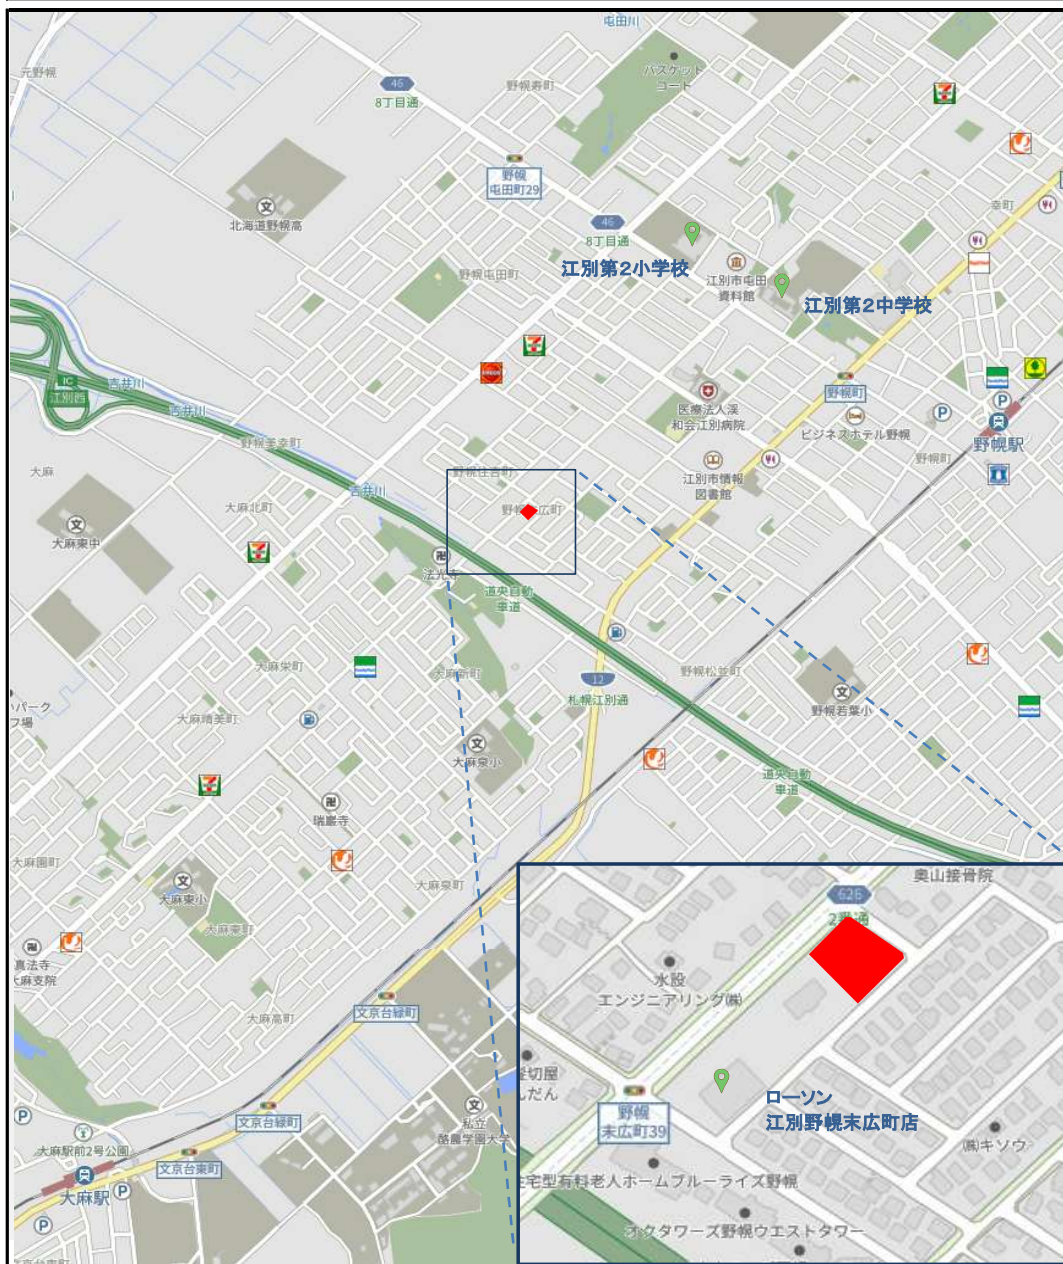 屯田川
元野幌
バスケット
コート
46
8丁目通
野幌寿町
野幌
屯田町29
幸町
北海道野幌高
46
8丁目通
江別第2小学校
野幌屯田町
江別市屯田
資料館
江別第2中学校
IC
江別西
吉井川
吉井川
野幌町
医療法人渓
和会江別病院
ビジネスホテル野幌
野幌駅
野幌町
野幌美幸町
大麻
野幌住吉町
江別市情報
図書館
吉井川
大麻北町
大麻東中
法光寺
道央自動
車道
大麻栄町
大麻新町
野幌松並町
12
札幌江別通
野幌若葉小
パーク
フ場
大麻晴美町
大麻泉小
道央自動
車道
瑞巖寺
大麻園町
大麻東小
大麻泉町
大麻東町
真法寺
大麻支院
大麻高町
文京台緑町
文京台緑町
私立
酪農学園大学
大麻駅前2号公園
文京台東町
大麻駅
奥山接骨院
626
2番通
水設
エンジニアリング㈱
野幌
末広町39
ローソン
江別野幌末広町店
㈱キソウ
住宅型有料老人ホームブルーライズ野幌
オクタワーズ野幌ウエストタワー